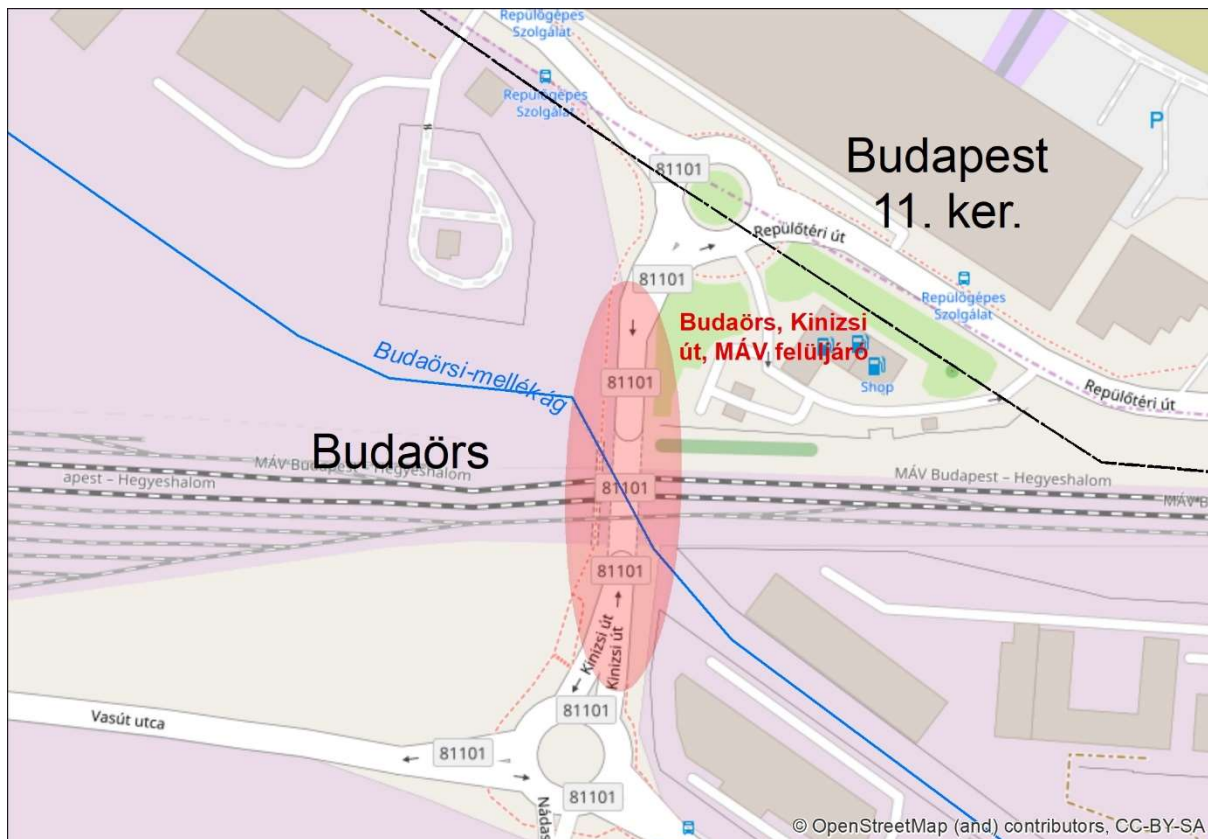 Repülőgépes
Szolgálat
Repülőgépes
Szolgálat
P
Budapest
11. ker.
81101
Repülőtéri út
81101
Repülőgépes
Szolgálat
Budaörs, Kinizsi
út, MÁV felüljáró
Budaörsi-mellékág
81101
Shop
Repülőtéri út
Budaörs
MÁV Budapest – Hegyeshalom
apest – Hegyeshalom
MÁV Budapest – Hegyeshalom
81101
MÁV B
81101
Kinizsi út
Kinizsi út
81101
Vasút utca
81101
81101
Nádas
© OpenStreetMap (and) contributors, CC-BY-SA